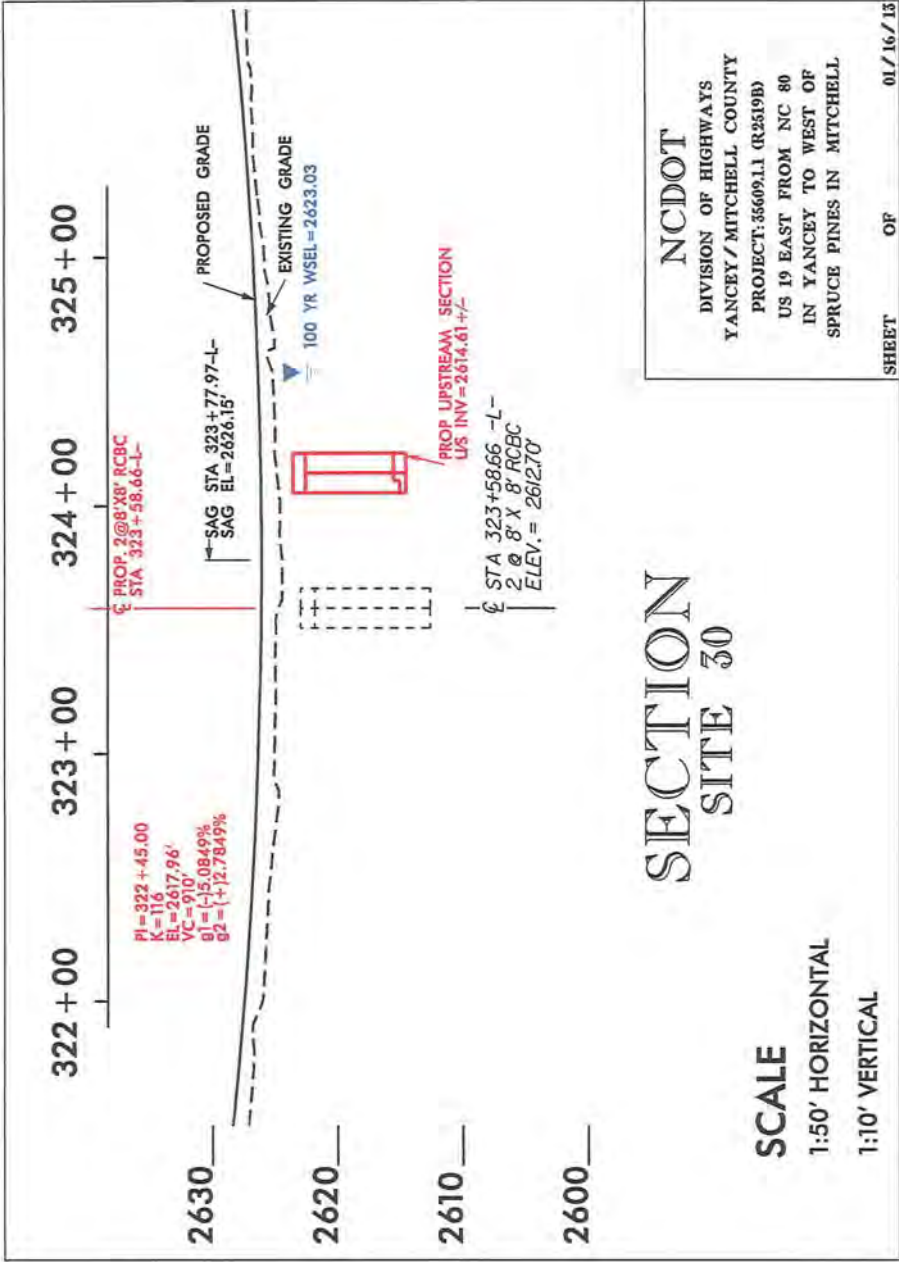 322+00
323+00
324+00
325+00
PI=322+45.00
K=116
EL=2617.96'
VC=910'
g1=(-)5.0849%
g2=(+)2.7849%
℄ PROP. 2@8'X8' RCBC
STA 323+58.66-L-
SAG STA 323+77.97-L-
SAG EL=2626.15'
PROPOSED GRADE
EXISTING GRADE
100 YR WSEL=2623.03
PROP UPSTREAM SECTION
U/S INV=2614.61+/-
℄ STA 323+58.66 -L-
2 @ 8' X 8' RCBC
ELEV.= 2612.70'
2630
2620
2610
2600
SECTION
SITE 30
SCALE
1:50' HORIZONTAL
1:10' VERTICAL
NCDOT
DIVISION OF HIGHWAYS
YANCEY/MITCHELL COUNTY
PROJECT:35609.1.1 (R2519B)
US 19 EAST FROM NC 80
IN YANCEY TO WEST OF
SPRUCE PINES IN MITCHELL
SHEET OF 01/16/13